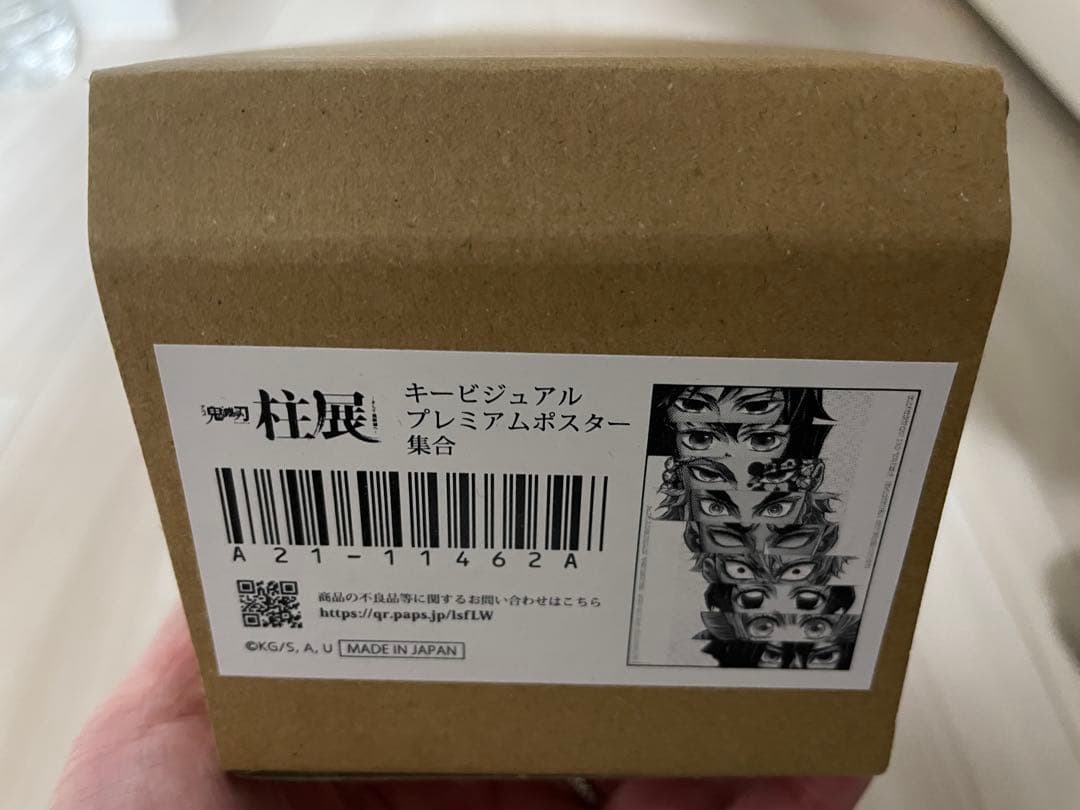 鬼滅の刃
柱展
キービジュアル
プレミアムポスター
集合
A21-11462A
商品の不良品等に関するお問い合わせはこちら
https://qr.paps.jp/lsfLW
©KG/S, A, U MADE IN JAPAN